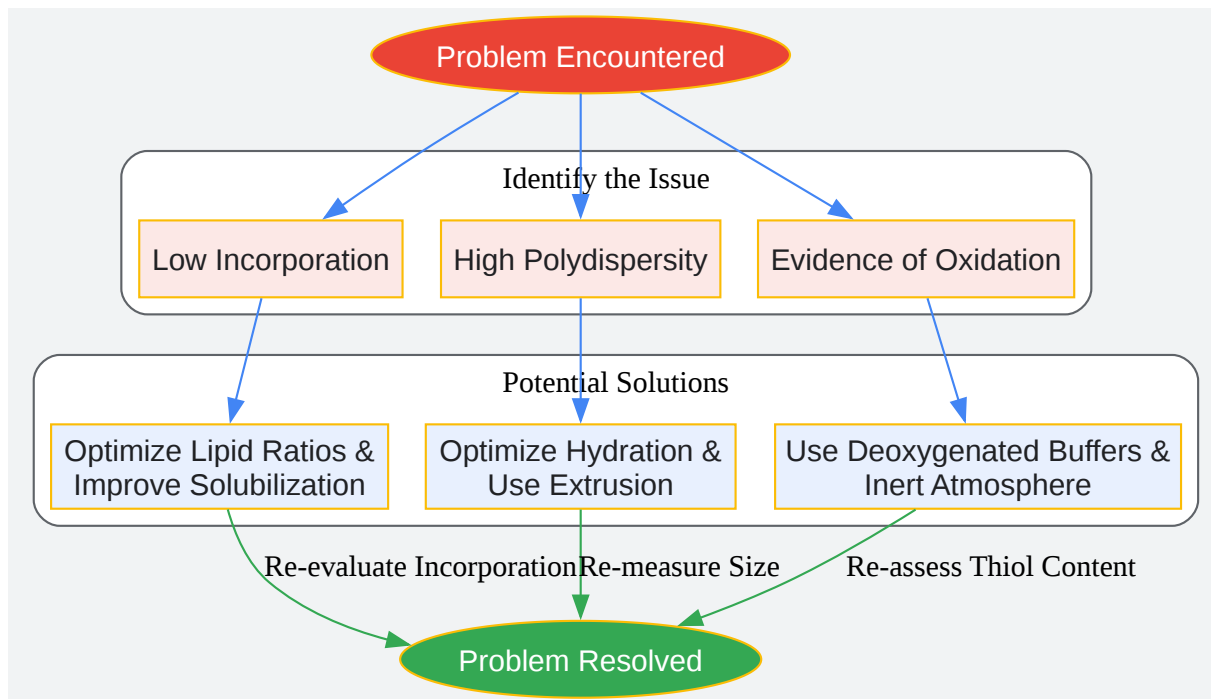 Problem Encountered
Identify the Issue
Low Incorporation
High Polydispersity
Evidence of Oxidation
Potential Solutions
Optimize Lipid Ratios &
Improve Solubilization
Optimize Hydration &
Use Extrusion
Use Deoxygenated Buffers &
Inert Atmosphere
Re-evaluate Incorporation
Re-measure Size
Re-assess Thiol Content
Problem Resolved